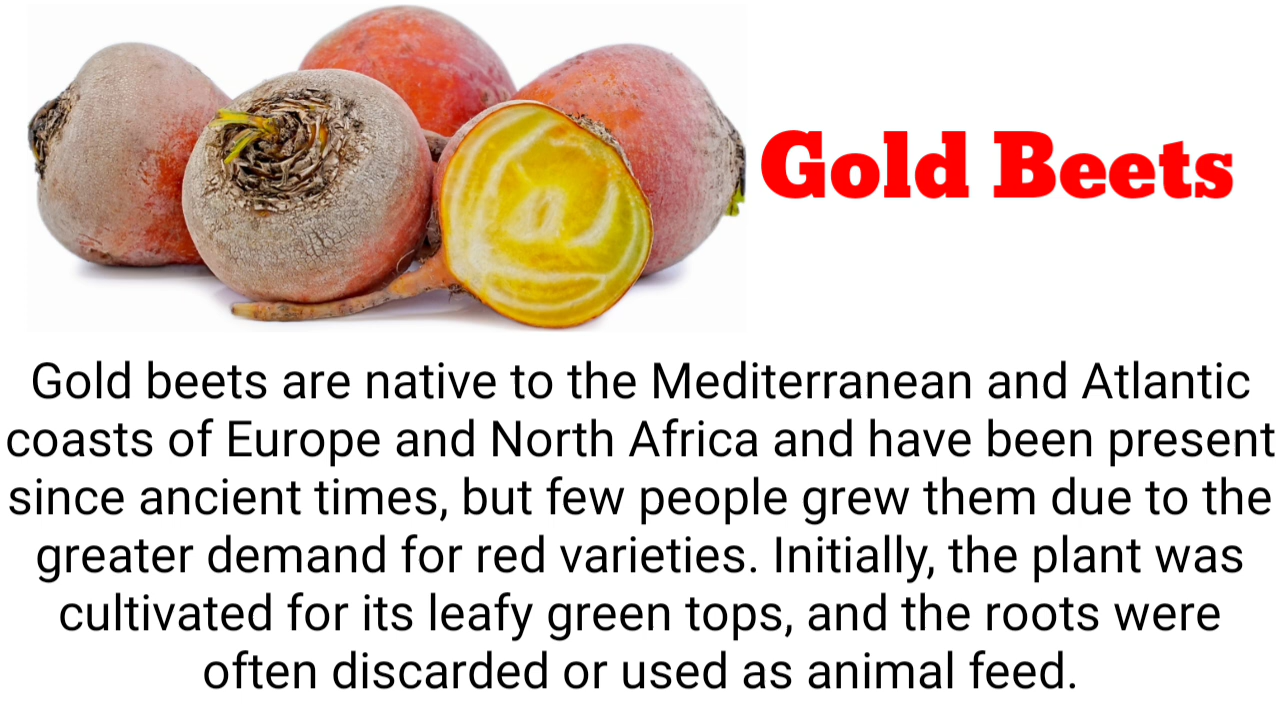 Gold Beets
Gold beets are native to the Mediterranean and Atlantic
coasts of Europe and North Africa and have been present
since ancient times, but few people grew them due to the
greater demand for red varieties. Initially, the plant was
cultivated for its leafy green tops, and the roots were
often discarded or used as animal feed.